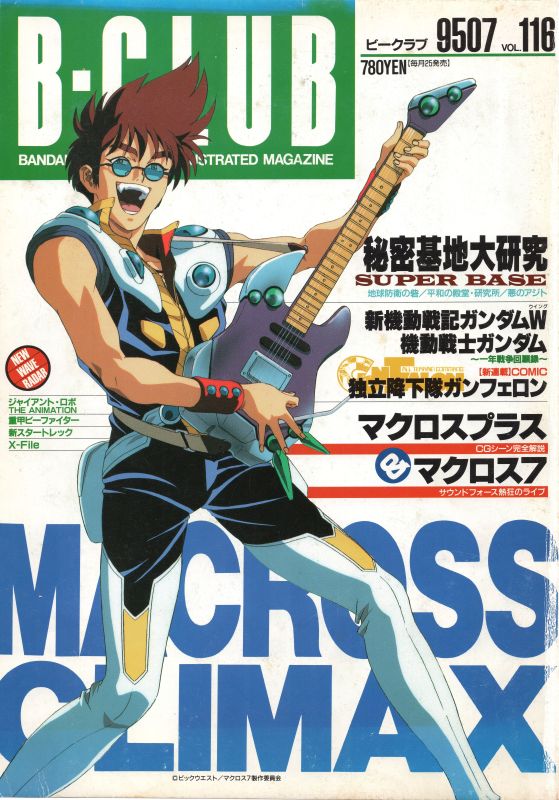 B-CLUB
BANDAI ILLUSTRATED MAGAZINE
ビークラブ 9507 VOL.116
780YEN【毎月25発売】
秘密基地大研究
SUPER BASE
地球防衛の砦／平和の殿堂・研究所／悪のアジト
新機動戦記ガンダムW
ウイング
機動戦士ガンダム
〜一年戦争回顧録〜
【新連載】COMIC
独立降下隊ガンフェロン
マクロスプラス
CGシーン完全解説
マクロス7
サウンドフォース熱狂のライブ
NEW WAVE RADAR
ジャイアント・ロボ
THE ANIMATION
重甲ビーファイター
新スタートレック
X-File
MACROSS
CLIMAX
©ビックウエスト／マクロス7製作委員会